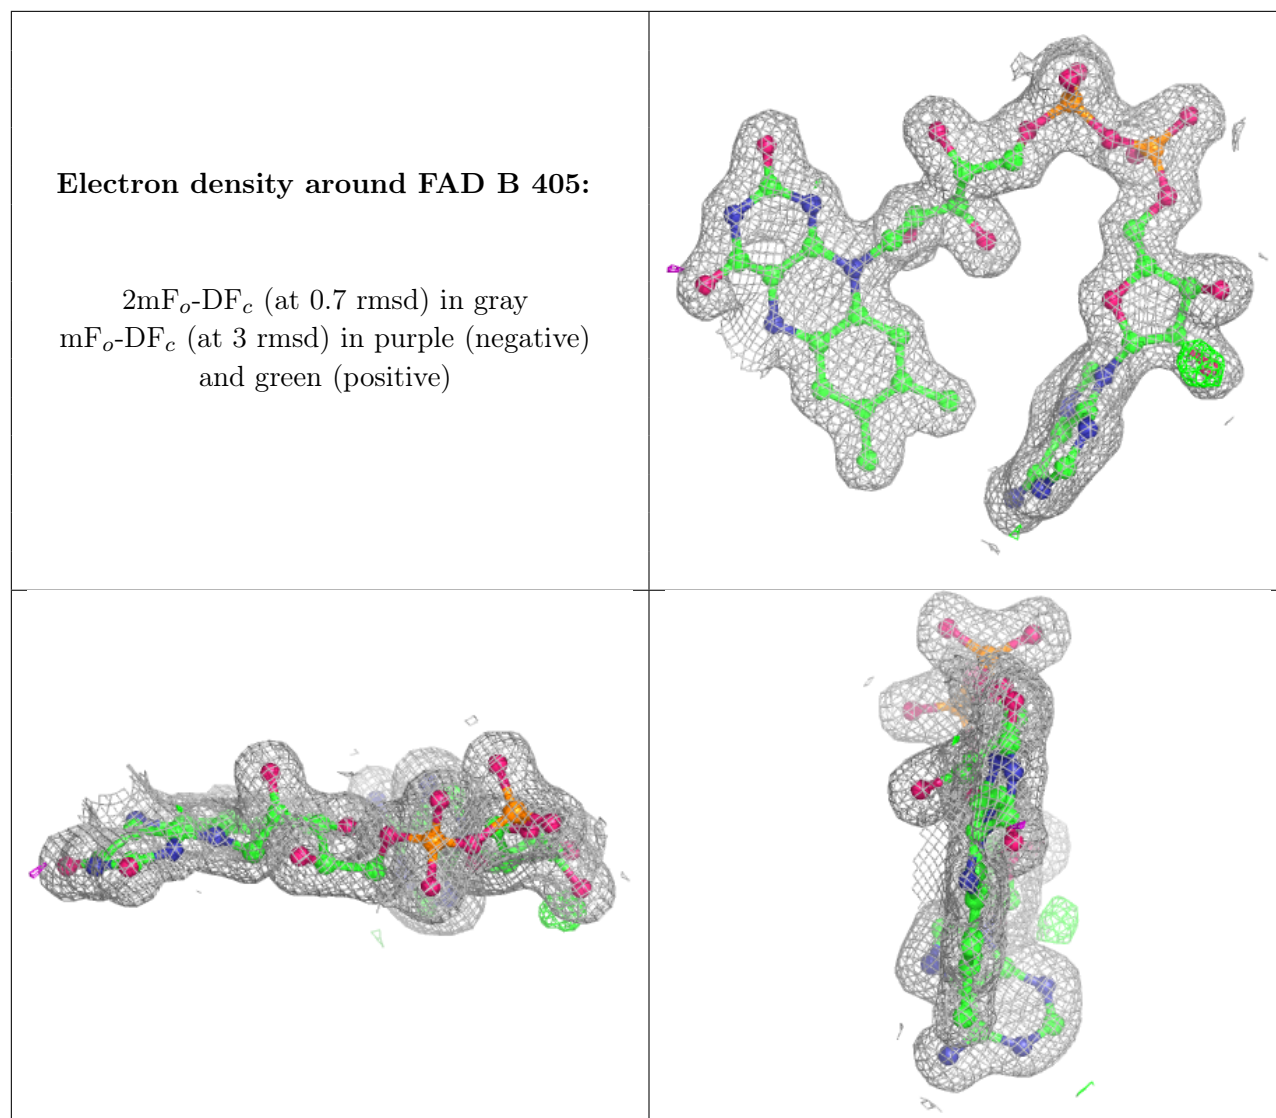 Electron density around FAD B 405:
2mFₒ-DF𝒸 (at 0.7 rmsd) in gray
mFₒ-DF𝒸 (at 3 rmsd) in purple (negative)
and green (positive)